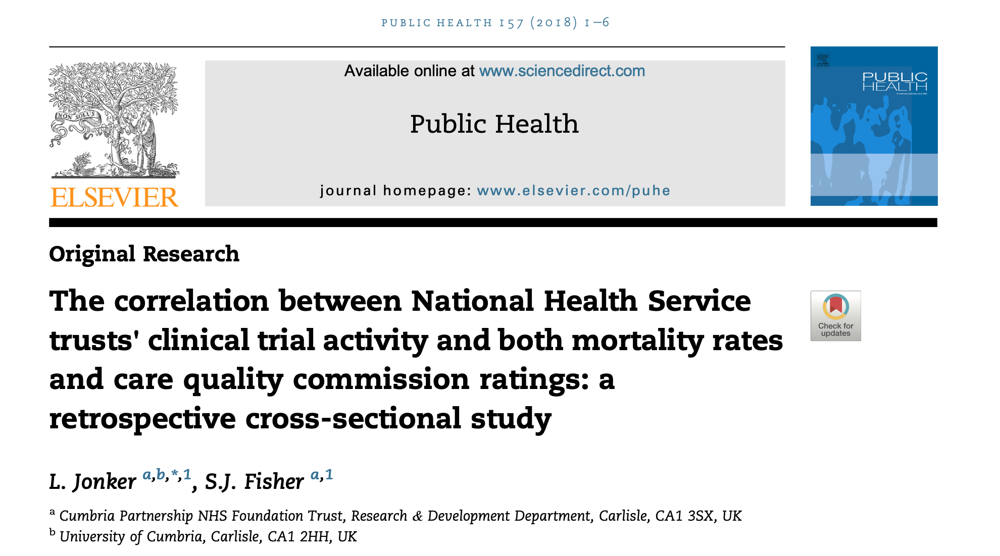 PUBLIC HEALTH 157 (2018) 1–6
Available online at www.sciencedirect.com
Public Health
journal homepage: www.elsevier.com/puhe
NON SOLUS
ELSEVIER
ELSEVIER
PUBLIC
HEALTH
Original Research
The correlation between National Health Service
trusts' clinical trial activity and both mortality rates
and care quality commission ratings: a
retrospective cross-sectional study
Check for
updates
L. Jonker a,b,*,1, S.J. Fisher a,1
a Cumbria Partnership NHS Foundation Trust, Research & Development Department, Carlisle, CA1 3SX, UK
b University of Cumbria, Carlisle, CA1 2HH, UK